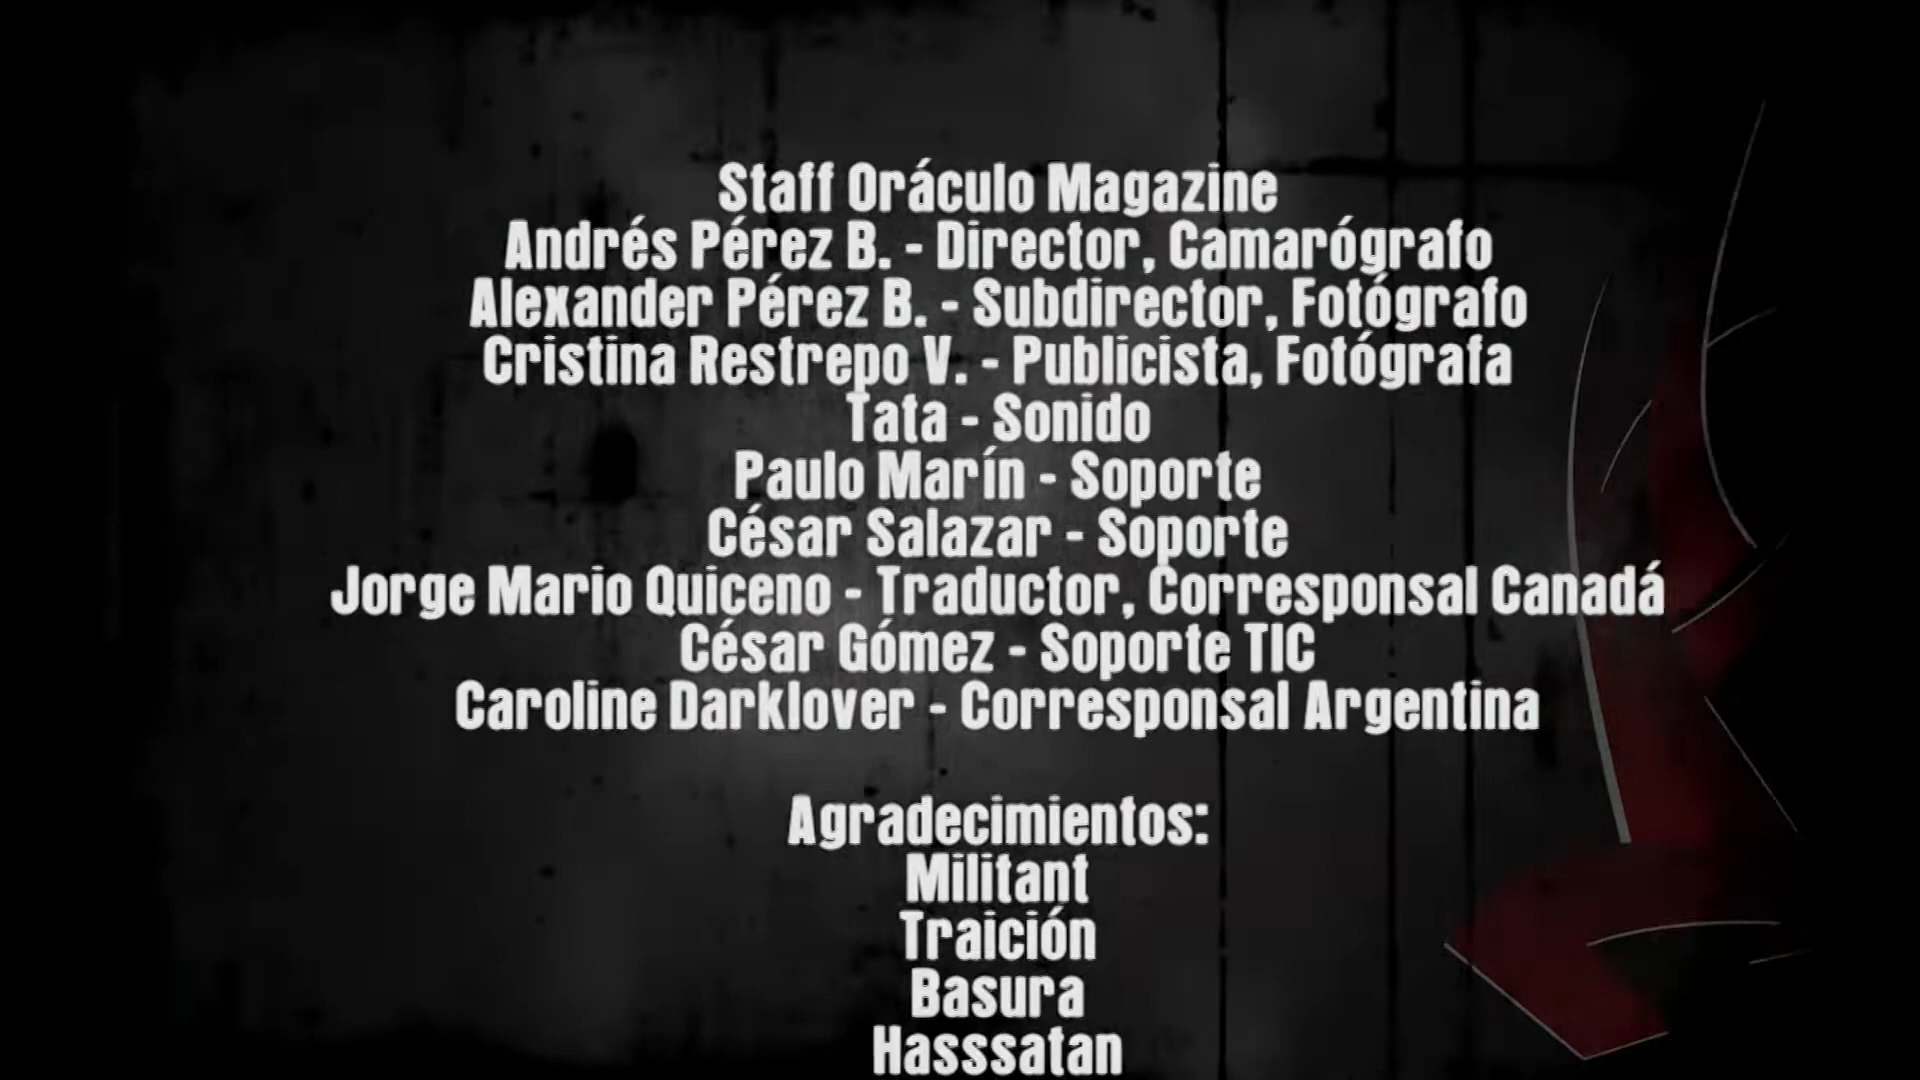 Staff Oráculo Magazine
Andrés Pérez B. - Director, Camarógrafo
Alexander Pérez B. - Subdirector, Fotógrafo
Cristina Restrepo V. - Publicista, Fotógrafa
Tata - Sonido
Paulo Marín - Soporte
César Salazar - Soporte
Jorge Mario Quiceno - Traductor, Corresponsal Canadá
César Gómez - Soporte TIC
Caroline Darklover - Corresponsal Argentina
Agradecimientos:
Militant
Traición
Basura
Hasssatan